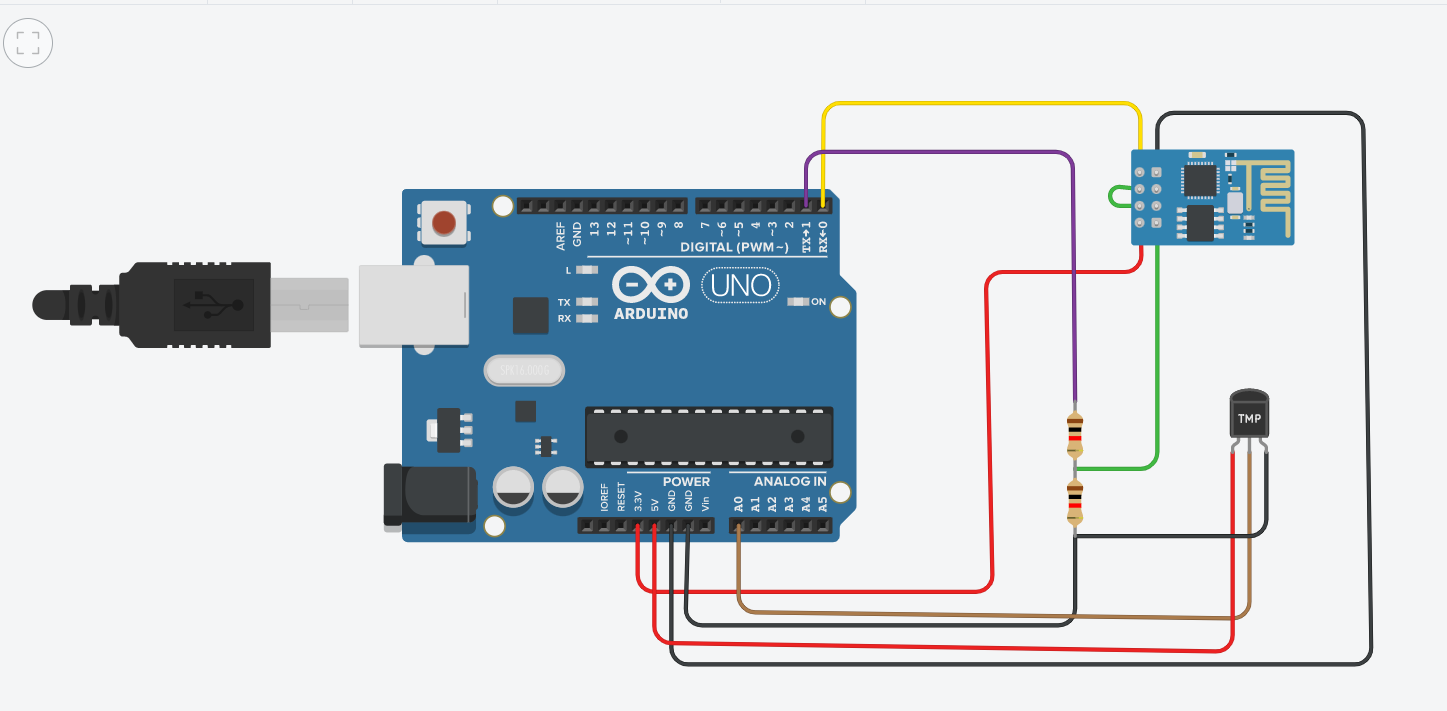 AREF
GND
13
12
~11
~10
~9
8
7
~6
~5
4
~3
2
TX→1
RX←0
DIGITAL (PWM~)
L
TX
RX
UNO
ON
ARDUINO
TMP
POWER
ANALOG IN
IOREF
RESET
3.3V
5V
GND
GND
Vin
A0
A1
A2
A3
A4
A5